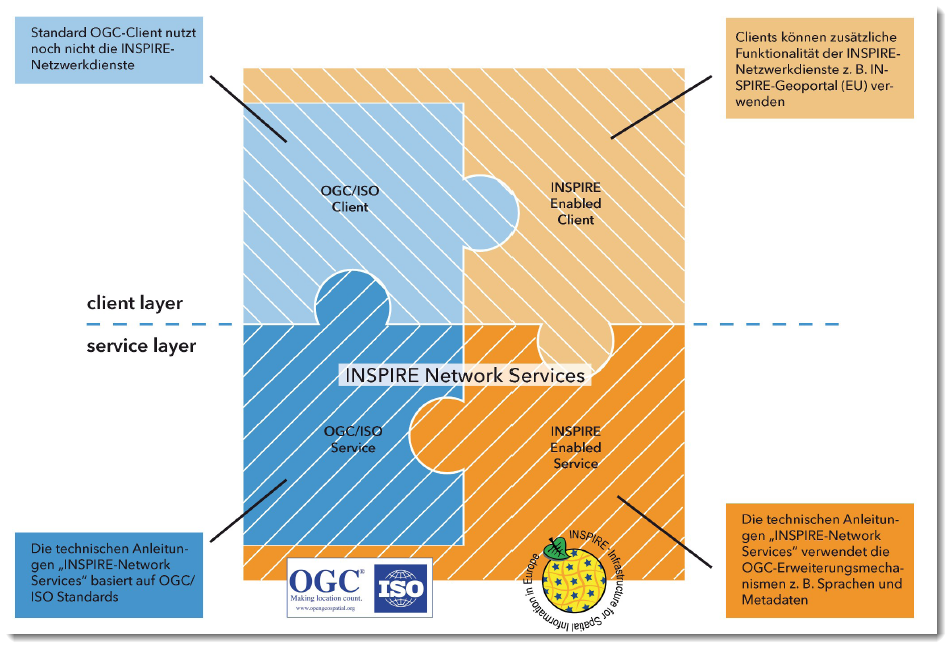 Standard OGC-Client nutzt
noch nicht die INSPIRE-
Netzwerkdienste
Clients können zusätzliche
Funktionalität der INSPIRE-
Netzwerkdienste z. B. IN-
SPIRE-Geoportal (EU) ver-
wenden
OGC/ISO
Client
INSPIRE
Enabled
Client
client layer
service layer
INSPIRE Network Services
OGC/ISO
Service
INSPIRE
Enabled
Service
Die technischen Anleitun-
gen „INSPIRE-Network
Services“ basiert auf OGC/
ISO Standards
OGC®
Making location count.
www.opengeospatial.org
ISO
INSPIRE-Infrastructure for Spatial Information in Europe
Die technischen Anleitun-
gen „INSPIRE-Network
Services“ verwendet die
OGC-Erweiterungsmecha-
nismen z. B. Sprachen und
Metadaten